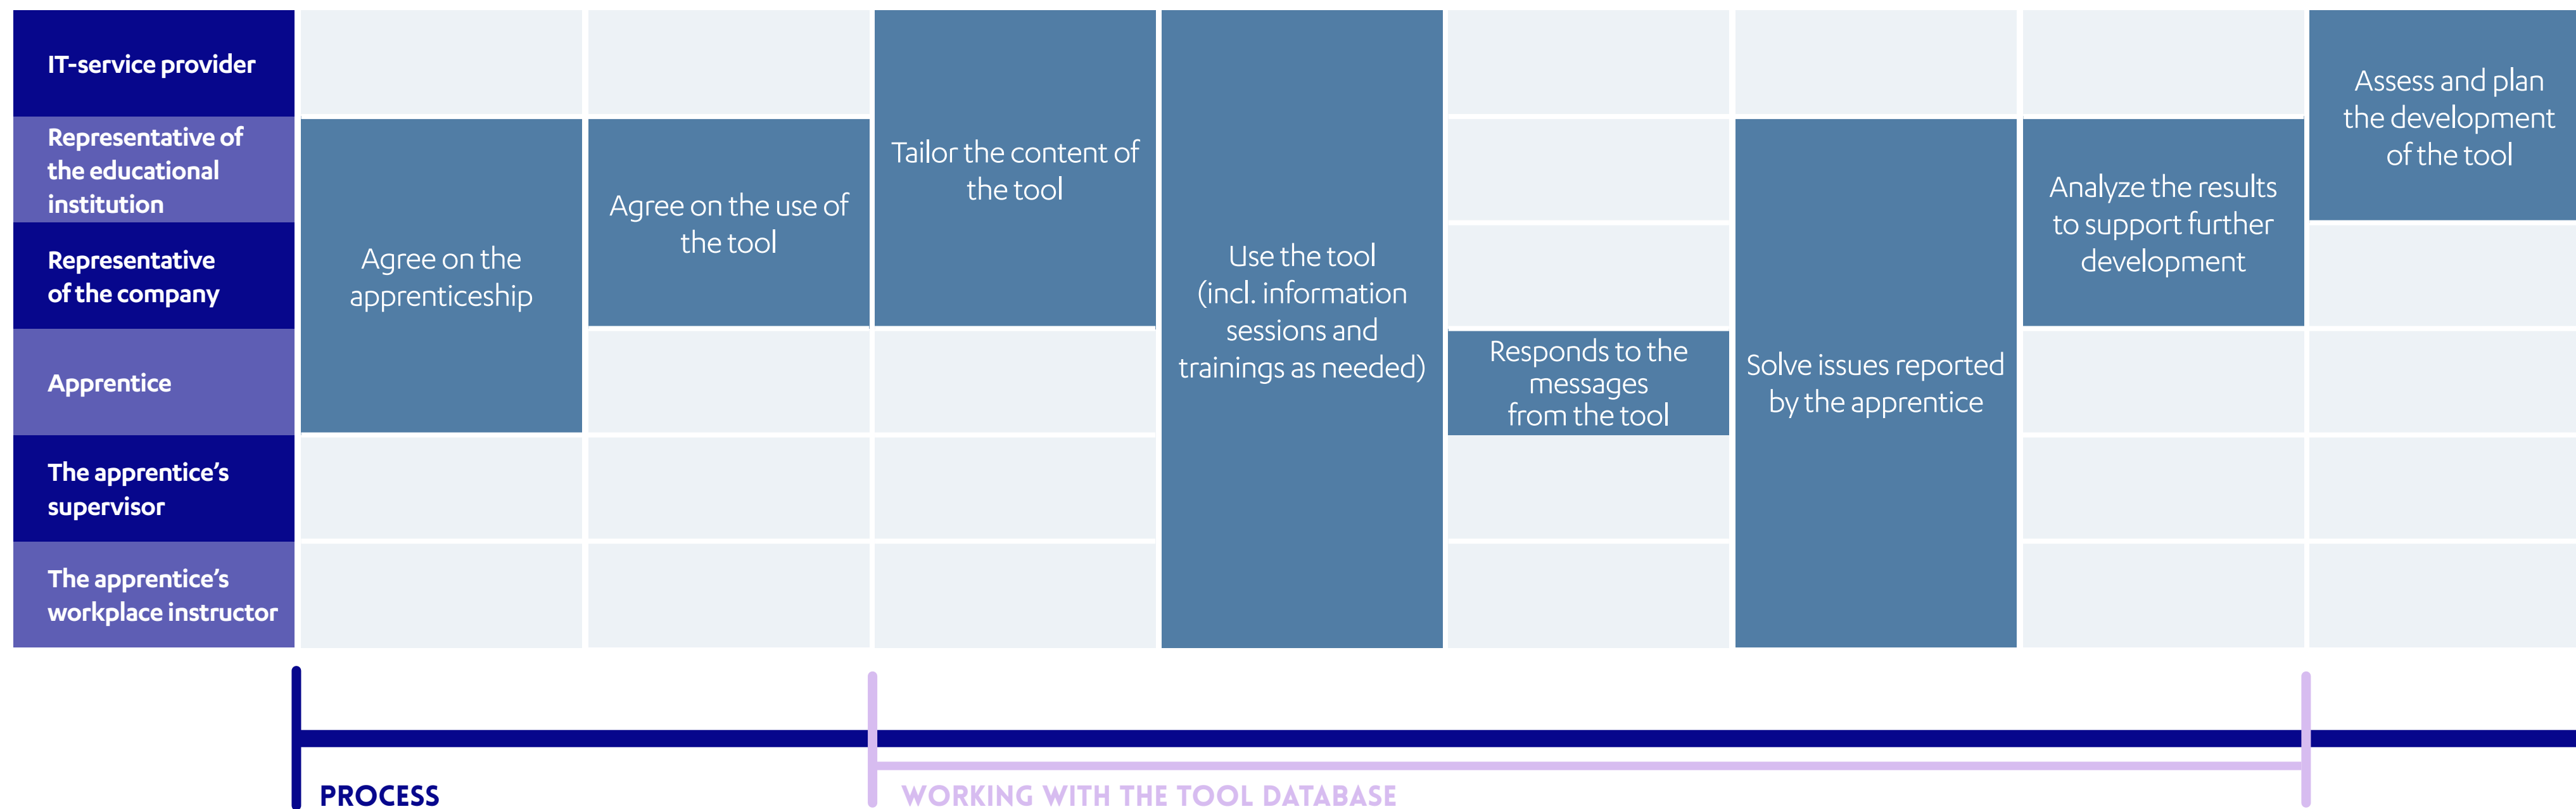 IT-service provider
Representative of
the educational
institution
Representative
of the company
Apprentice
The apprentice’s
supervisor
The apprentice’s
workplace instructor
Agree on the
apprenticeship
Agree on the use of
the tool
Tailor the content of
the tool
Use the tool
(incl. information
sessions and
trainings as needed)
Responds to the
messages
from the tool
Solve issues reported
by the apprentice
Analyze the results
to support further
development
Assess and plan
the development
of the tool
PROCESS
WORKING WITH THE TOOL DATABASE